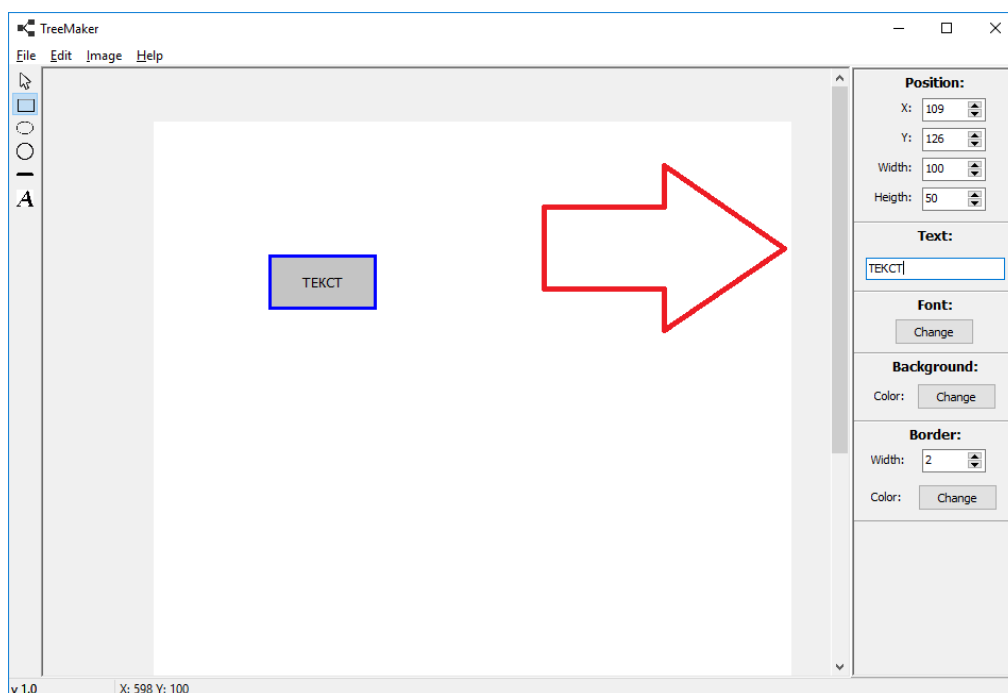 TreeMaker
File Edit Image Help
Position:
X: 109
Y: 126
Width: 100
Heigth: 50
Text:
ТЕКСТ
ТЕКСТ
Font:
Change
Background:
Color: Change
Border:
Width: 2
Color: Change
A
v 1.0 X: 598 Y: 100